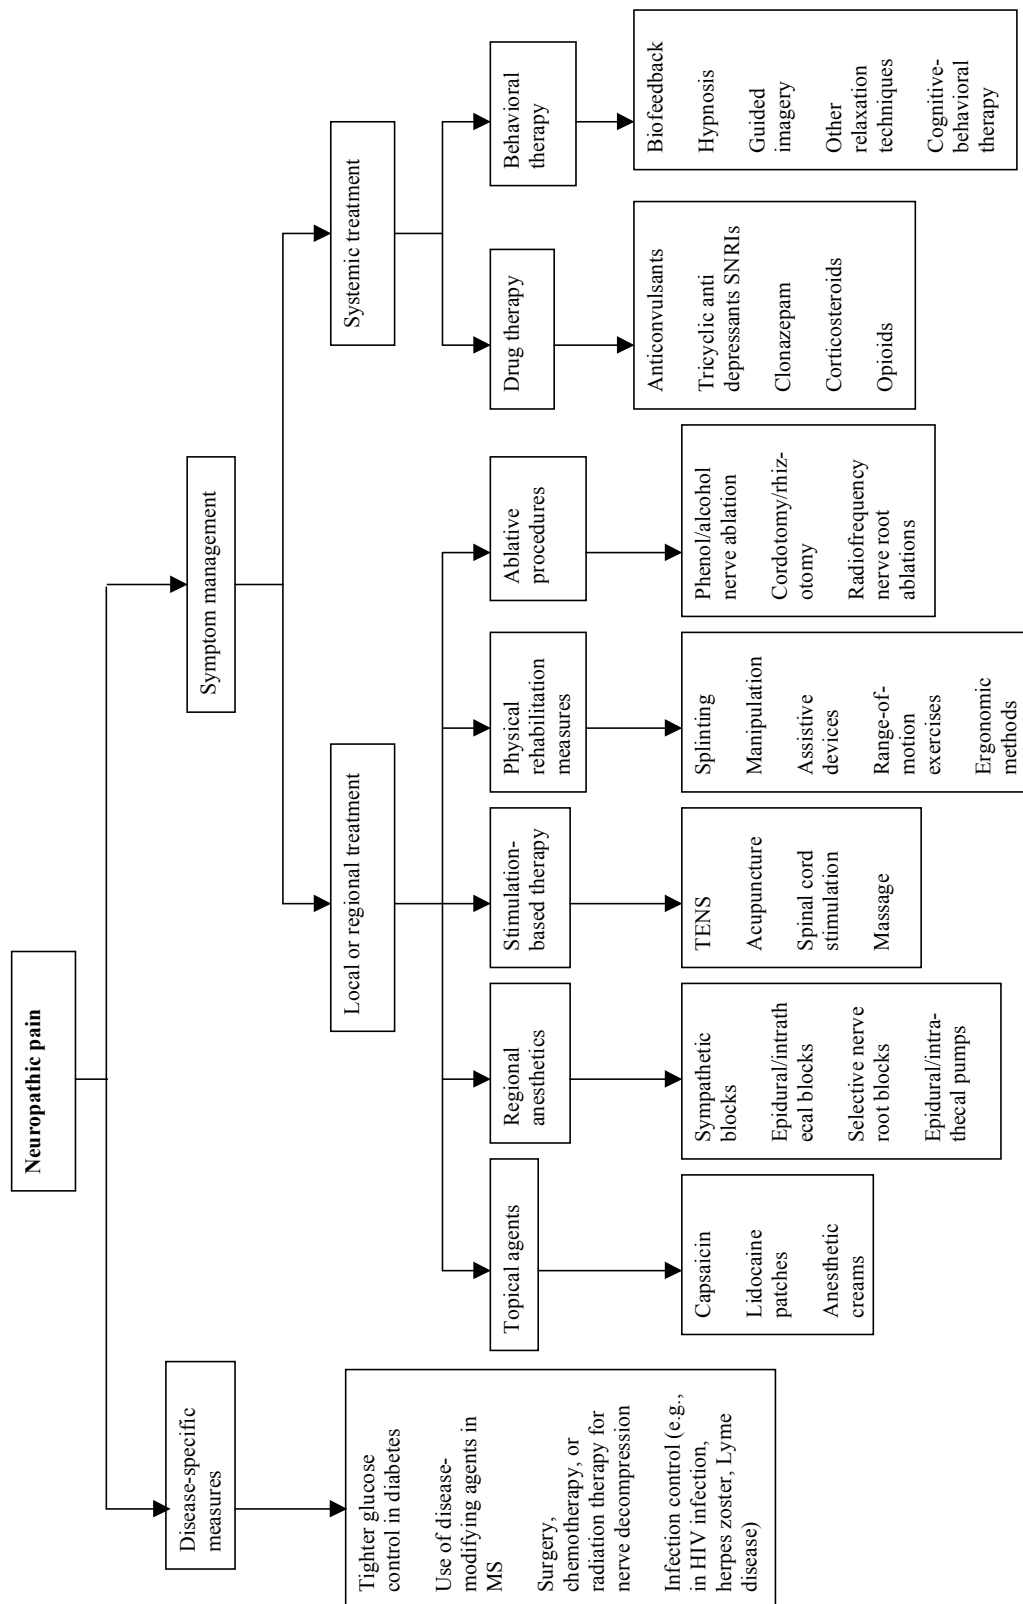 Neuropathic pain
Disease-specific
measures
Symptom management
Tighter glucose
control in diabetes
Use of disease-
modifying agents in
MS
Surgery,
chemotherapy, or
radiation therapy for
nerve decompression
Infection control (e.g.,
in HIV infection,
herpes zoster, Lyme
disease)
Local or regional treatment
Systemic treatment
Topical agents
Regional
anesthetics
Stimulation-
based therapy
Physical
rehabilitation
measures
Ablative
procedures
Drug therapy
Behavioral
therapy
Capsaicin
Lidocaine
patches
Anesthetic
creams
Sympathetic
blocks
Epidural/intrath
ecal blocks
Selective nerve
root blocks
Epidural/intra-
thecal pumps
TENS
Acupuncture
Spinal cord
stimulation
Massage
Splinting
Manipulation
Assistive
devices
Range-of-
motion
exercises
Ergonomic
methods
Phenol/alcohol
nerve ablation
Cordotomy/rhiz-
otomy
Radiofrequency
nerve root
ablations
Anticonvulsants
Tricyclic anti
depressants SNRIs
Clonazepam
Corticosteroids
Opioids
Biofeedback
Hypnosis
Guided
imagery
Other
relaxation
techniques
Cognitive-
behavioral
therapy